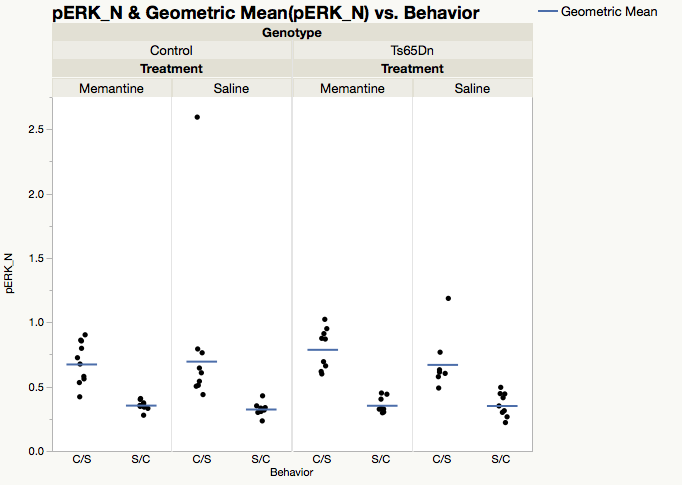 pERK_N & Geometric Mean(pERK_N) vs. Behavior
Geometric Mean
Genotype
Control Ts65Dn
Treatment Treatment
Memantine Saline Memantine Saline
pERK_N
2.5
2.0
1.5
1.0
0.5
0.0
C/S S/C C/S S/C C/S S/C C/S S/C
Behavior